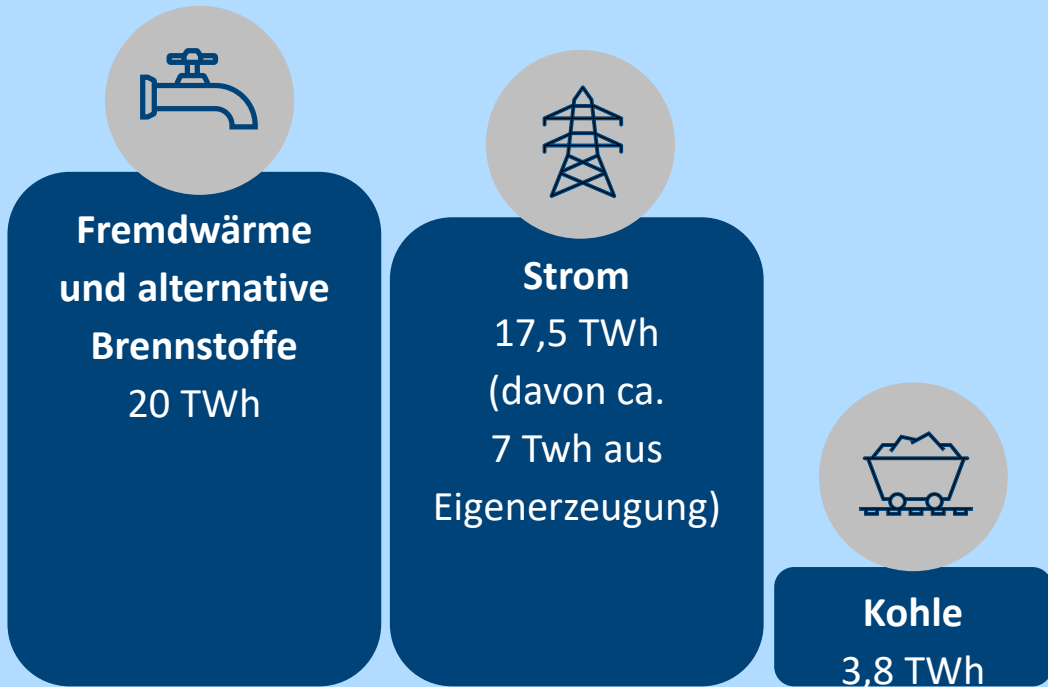 Fremdwärme
und alternative
Brennstoffe
20 TWh
Strom
17,5 TWh
(davon ca.
7 Twh aus
Eigenerzeugung)
Kohle
3,8 TWh